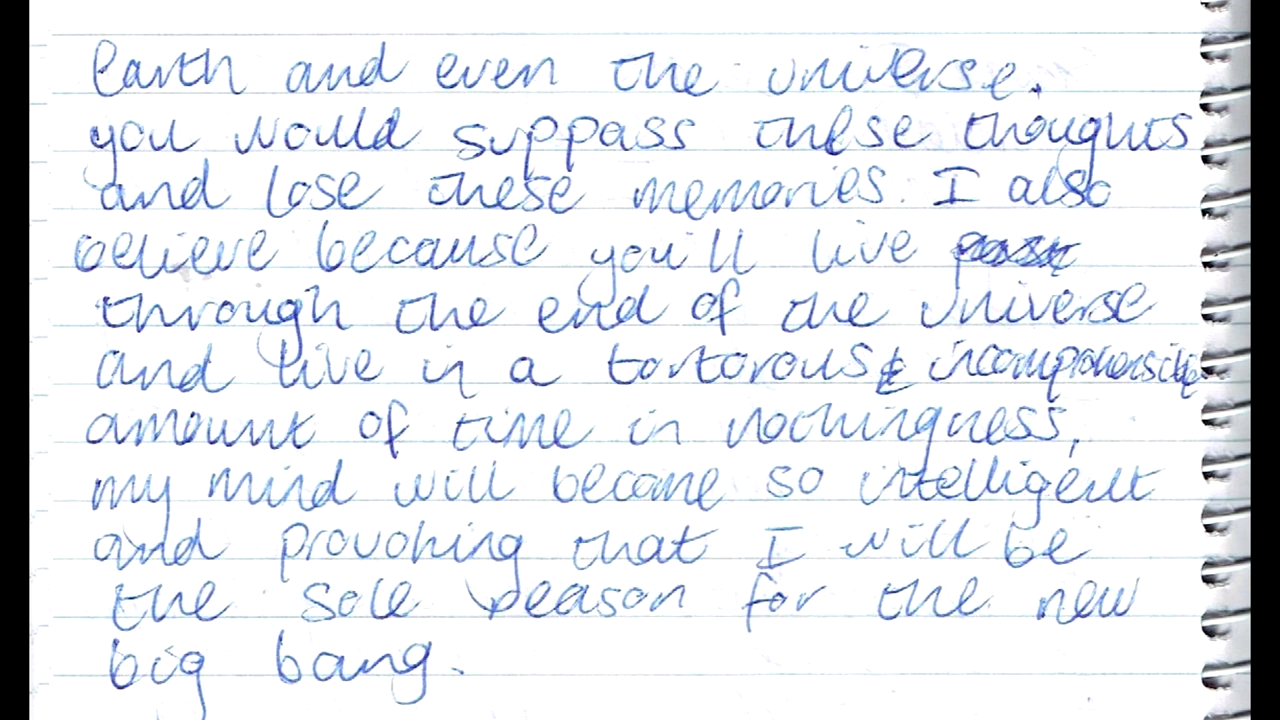 Earth and even the universe.
you would suppass these thoughts
and lose these memories. I also
believe because you'll live past
through the end of the universe
and live in a tortorous & incomprehensible
amount of time in nothingness,
my mind will become so intelligent
and provoking that I will be
the sole reason for the new
big bang.